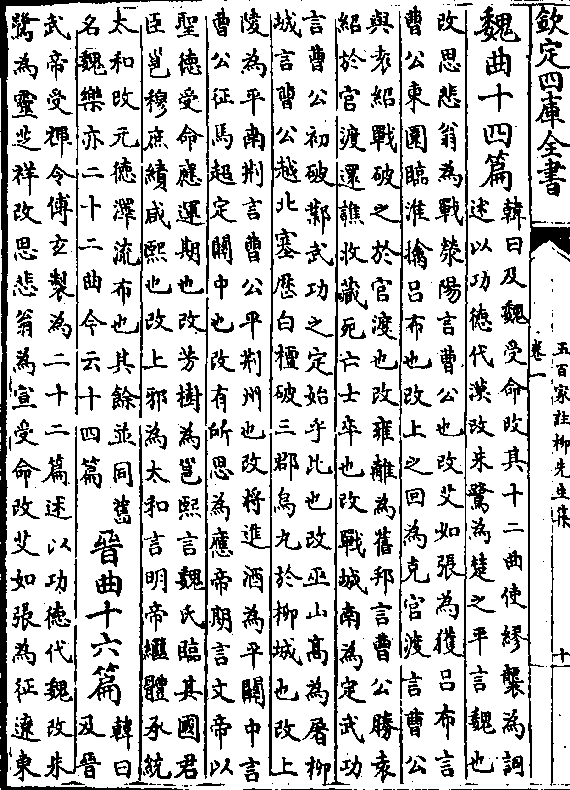 欽定四庫全書
五百家註柳先生集
卷一
十
魏曲十四篇
韓曰及魏受命改其十二曲使繆襲為詞
述以功徳代漢改朱鷺為楚之平言魏也
改思悲翁為戰滎陽言曹公也改艾如張為獲呂布言
曹公東圍臨淮擒呂布也改上之回為克官渡言曹公
與袁紹戰破之於官渡也改雍離為舊邦言曹公勝袁
紹於官渡還譙收藏死亡士卒也改戰城南為定武功
言曹公初破鄴武功之定始乎此也改巫山髙為屠柳
城言曹公越北塞歴白檀破三郡烏丸於柳城也改上
陵為平南荆言曹公平荆州也改将進酒為平關中言
曹公征馬超定關中也改有所思為應帝期言文帝以
聖徳受命應運期也改芳樹為邕熙言魏氏臨其國君
臣邕穆庶績咸熙也改上邪為太和言明帝繼體承統
太和改元徳澤流布也其餘並同舊
名魏樂亦二十二曲今云十四篇
晉曲十六篇
韓曰
及晉
武帝受禪令傅玄製為二十二篇述以功徳代魏改朱
鷺為靈之祥改思悲翁為宣受命改艾如張為征遼東